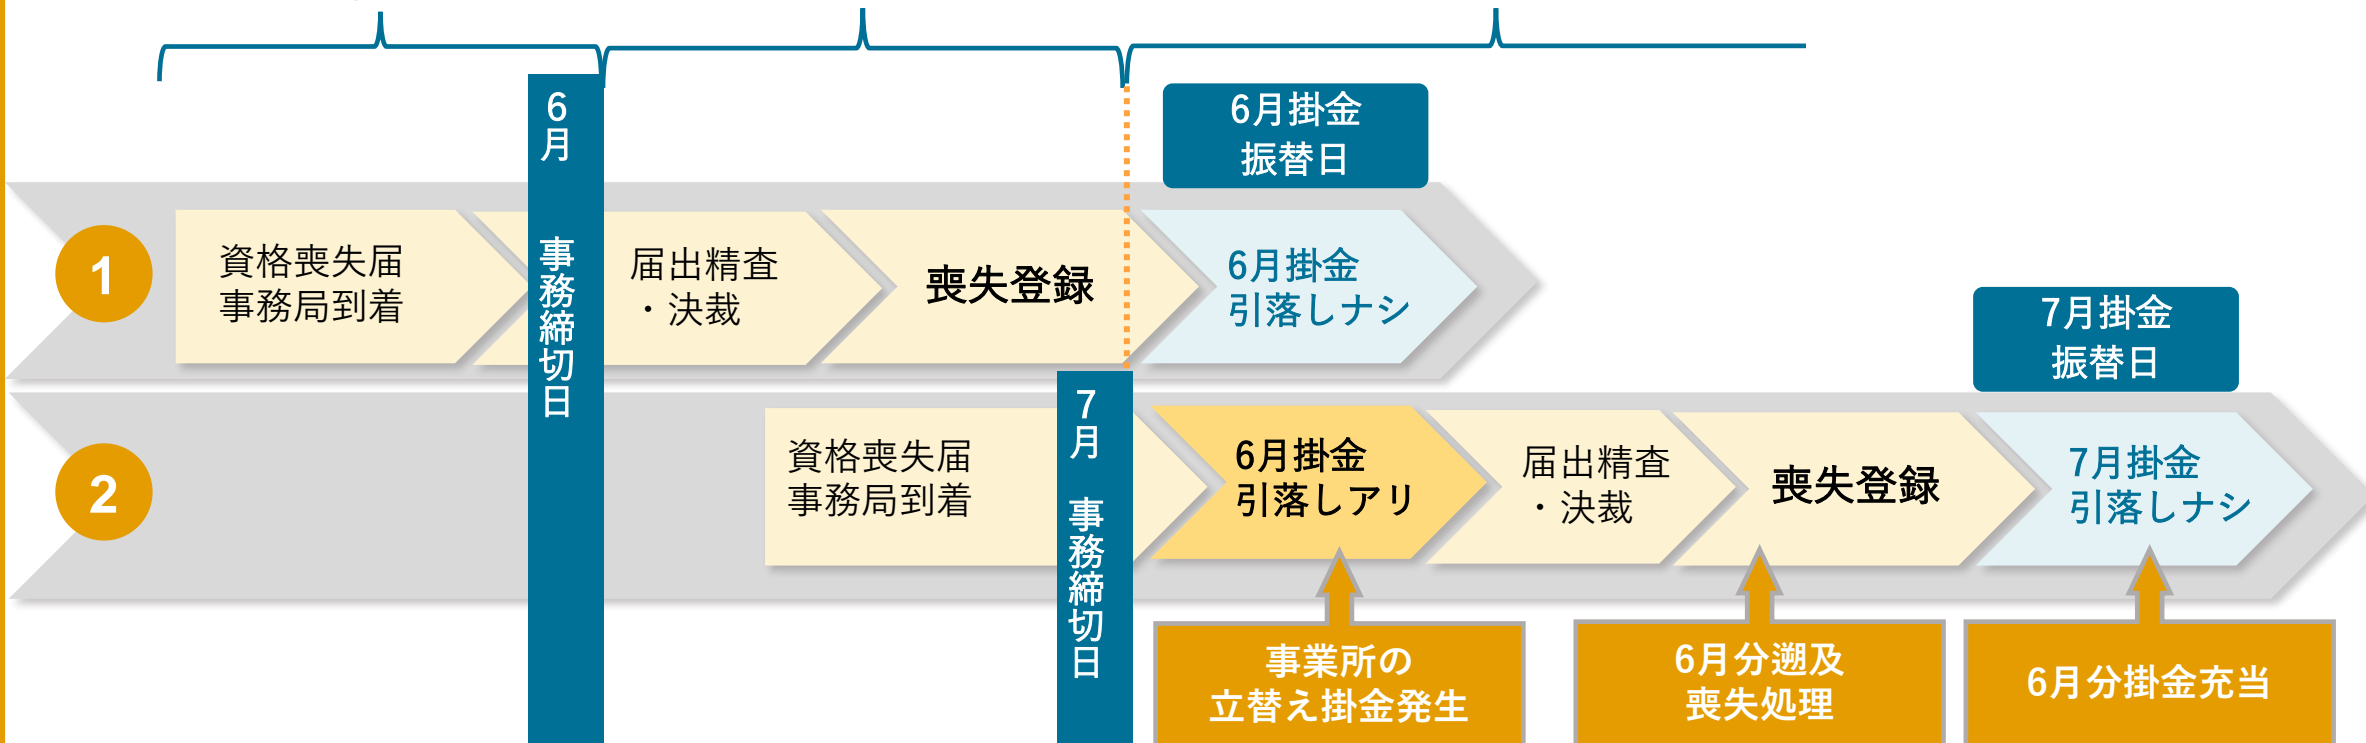 6月 事務締切日
6月掛金
振替日
1
資格喪失届
事務局到着
届出精査
・決裁
喪失登録
6月掛金
引落しナシ
7月掛金
振替日
2
資格喪失届
事務局到着
7月 事務締切日
6月掛金
引落しアリ
届出精査
・決裁
喪失登録
7月掛金
引落しナシ
事業所の
立替え掛金発生
6月分遡及
喪失処理
6月分掛金充当